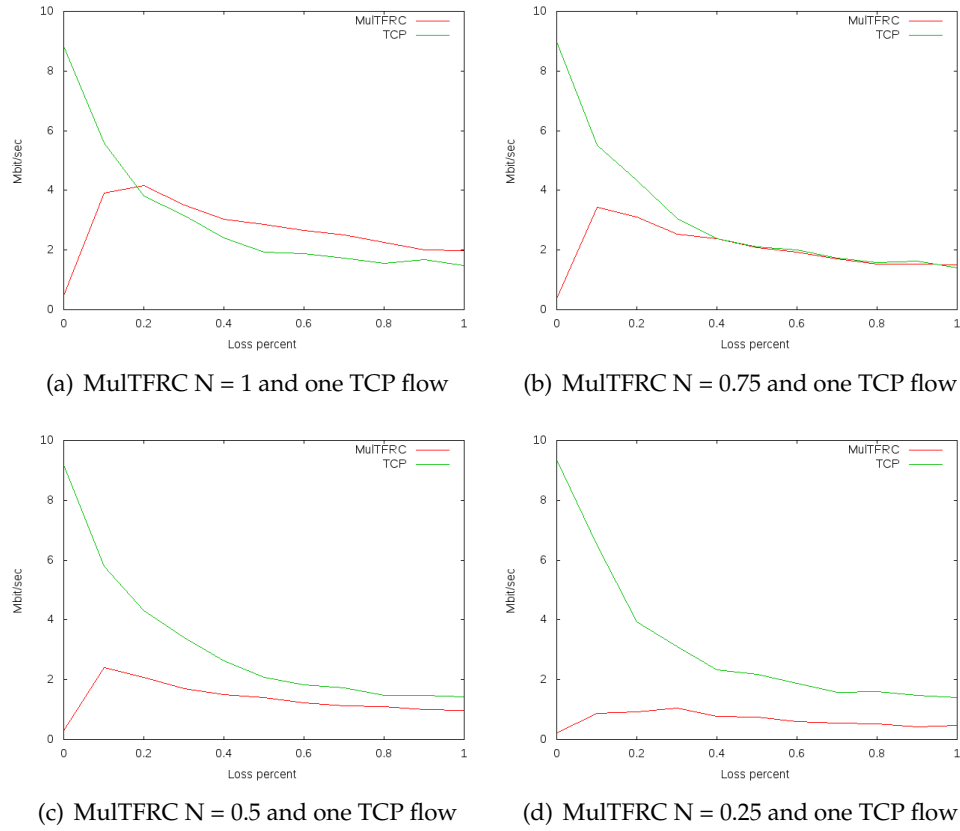 MulTFRC
TCP
10
8
6
4
2
0
Mbit/sec
0 0.2 0.4 0.6 0.8 1
Loss percent
(a) MulTFRC N = 1 and one TCP flow
MulTFRC
TCP
10
8
6
4
2
0
Mbit/sec
0 0.2 0.4 0.6 0.8 1
Loss percent
(b) MulTFRC N = 0.75 and one TCP flow
MulTFRC
TCP
10
8
6
4
2
0
Mbit/sec
0 0.2 0.4 0.6 0.8 1
Loss percent
(c) MulTFRC N = 0.5 and one TCP flow
MulTFRC
TCP
10
8
6
4
2
0
Mbit/sec
0 0.2 0.4 0.6 0.8 1
Loss percent
(d) MulTFRC N = 0.25 and one TCP flow